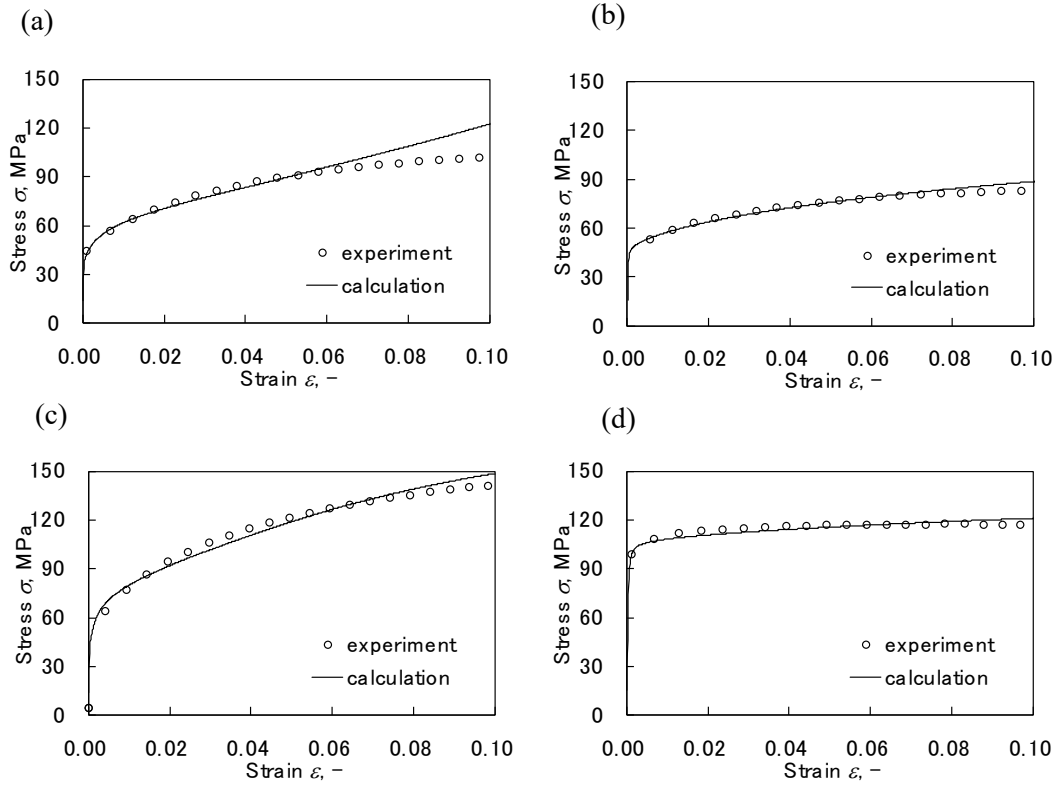 (a)
150
120
90
60
30
0
Stress σ, MPa
experiment
calculation
0.00 0.02 0.04 0.06 0.08 0.10
Strain ε, −
(b)
150
120
90
60
30
0
Stress σ, MPa
experiment
calculation
0.00 0.02 0.04 0.06 0.08 0.10
Strain ε, −
(c)
150
120
90
60
30
0
Stress σ, MPa
experiment
calculation
0.00 0.02 0.04 0.06 0.08 0.10
Strain ε, −
(d)
150
120
90
60
30
0
Stress σ, MPa
experiment
calculation
0.00 0.02 0.04 0.06 0.08 0.10
Strain ε, −